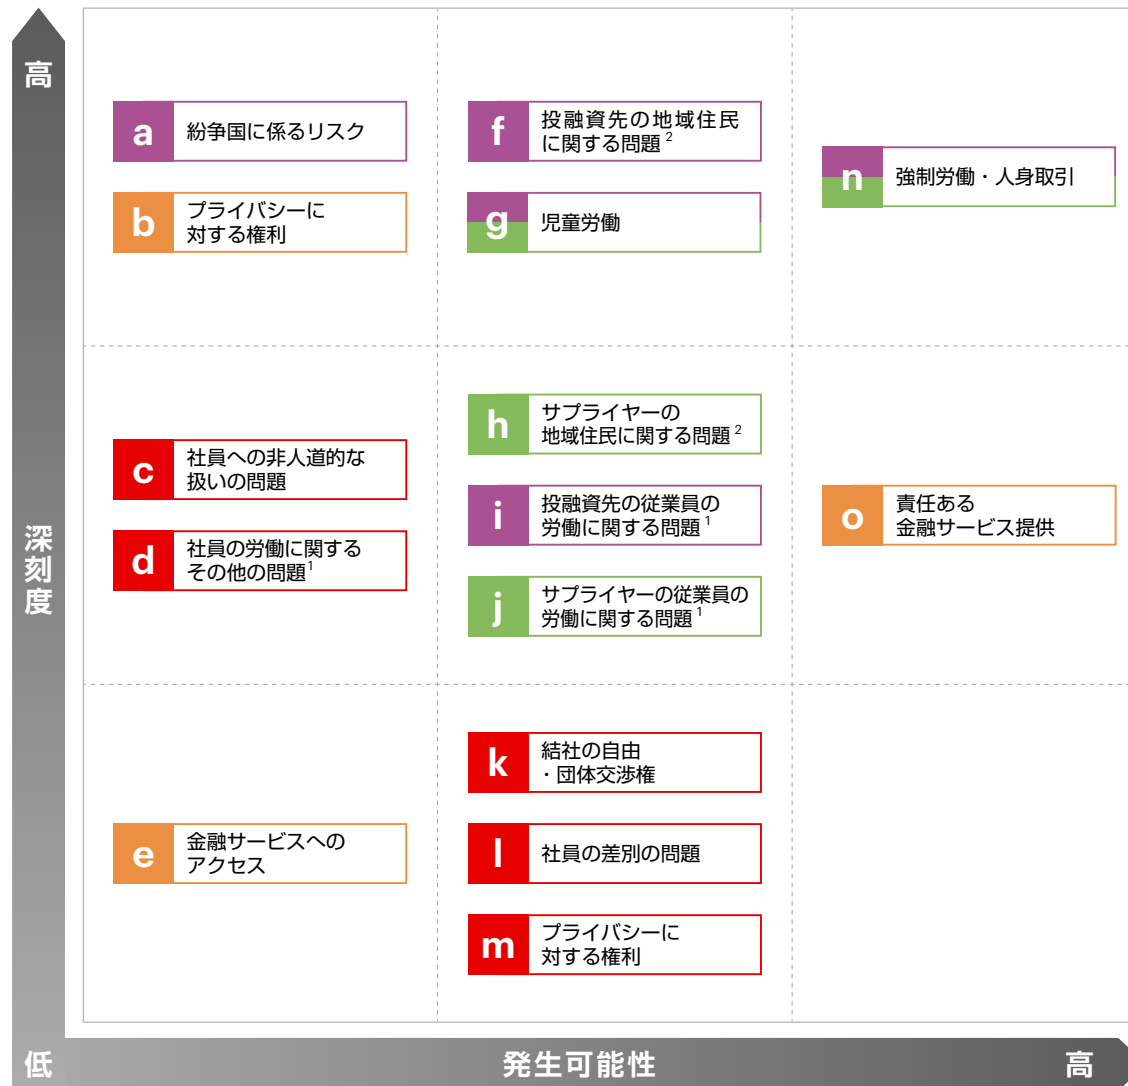 高
深刻度
低
発生可能性
高
a
紛争国に係るリスク
b
プライバシーに
対する権利
c
社員への非人道的な
扱いの問題
d
社員の労働に関する
その他の問題1
e
金融サービスへの
アクセス
f
投融資先の地域住民
に関する問題2
g
児童労働
h
サプライヤーの
地域住民に関する問題2
i
投融資先の従業員の
労働に関する問題1
j
サプライヤーの従業員の
労働に関する問題1
k
結社の自由
・団体交渉権
l
社員の差別の問題
m
プライバシーに
対する権利
n
強制労働・人身取引
o
責任ある
金融サービス提供